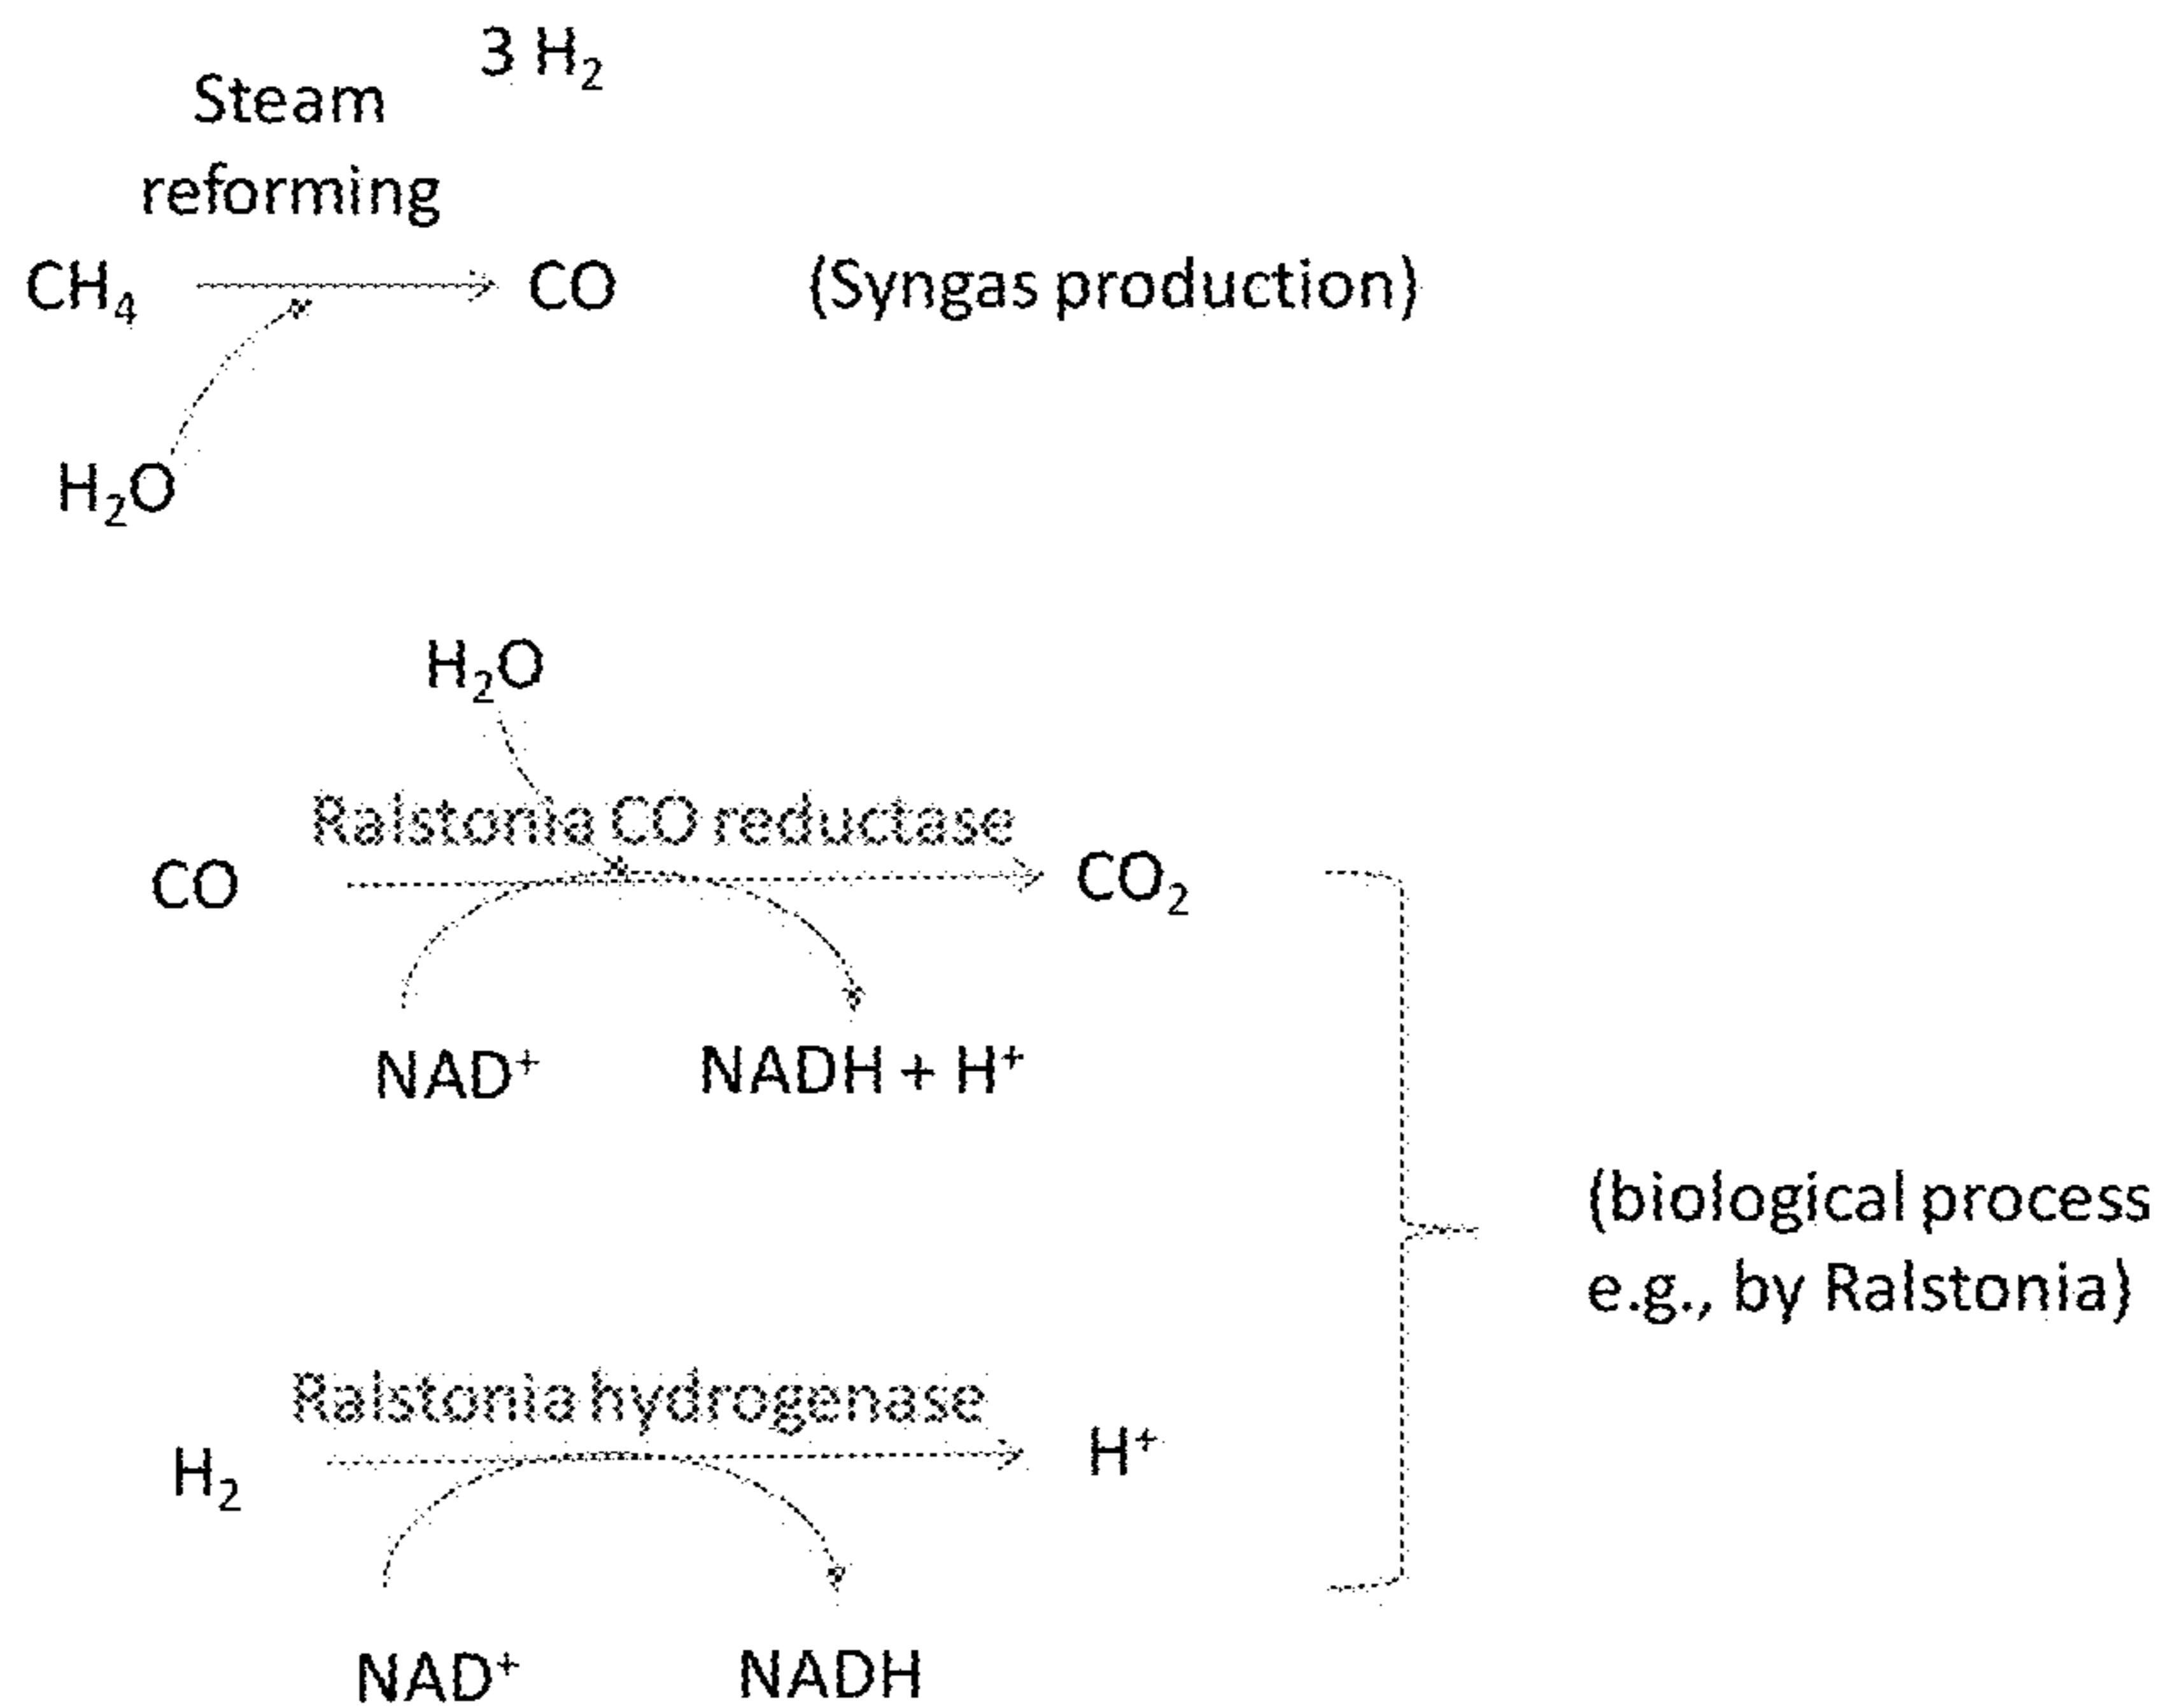 3 H₂
Steam
reforming
CH₄
CO
(Syngas production)
H₂O
H₂O
Ralstonia CO reductase
CO
CO₂
NAD⁺
NADH + H⁺
(biological process
e.g., by Ralstonia)
Ralstonia hydrogenase
H₂
H⁺
NAD⁺
NADH